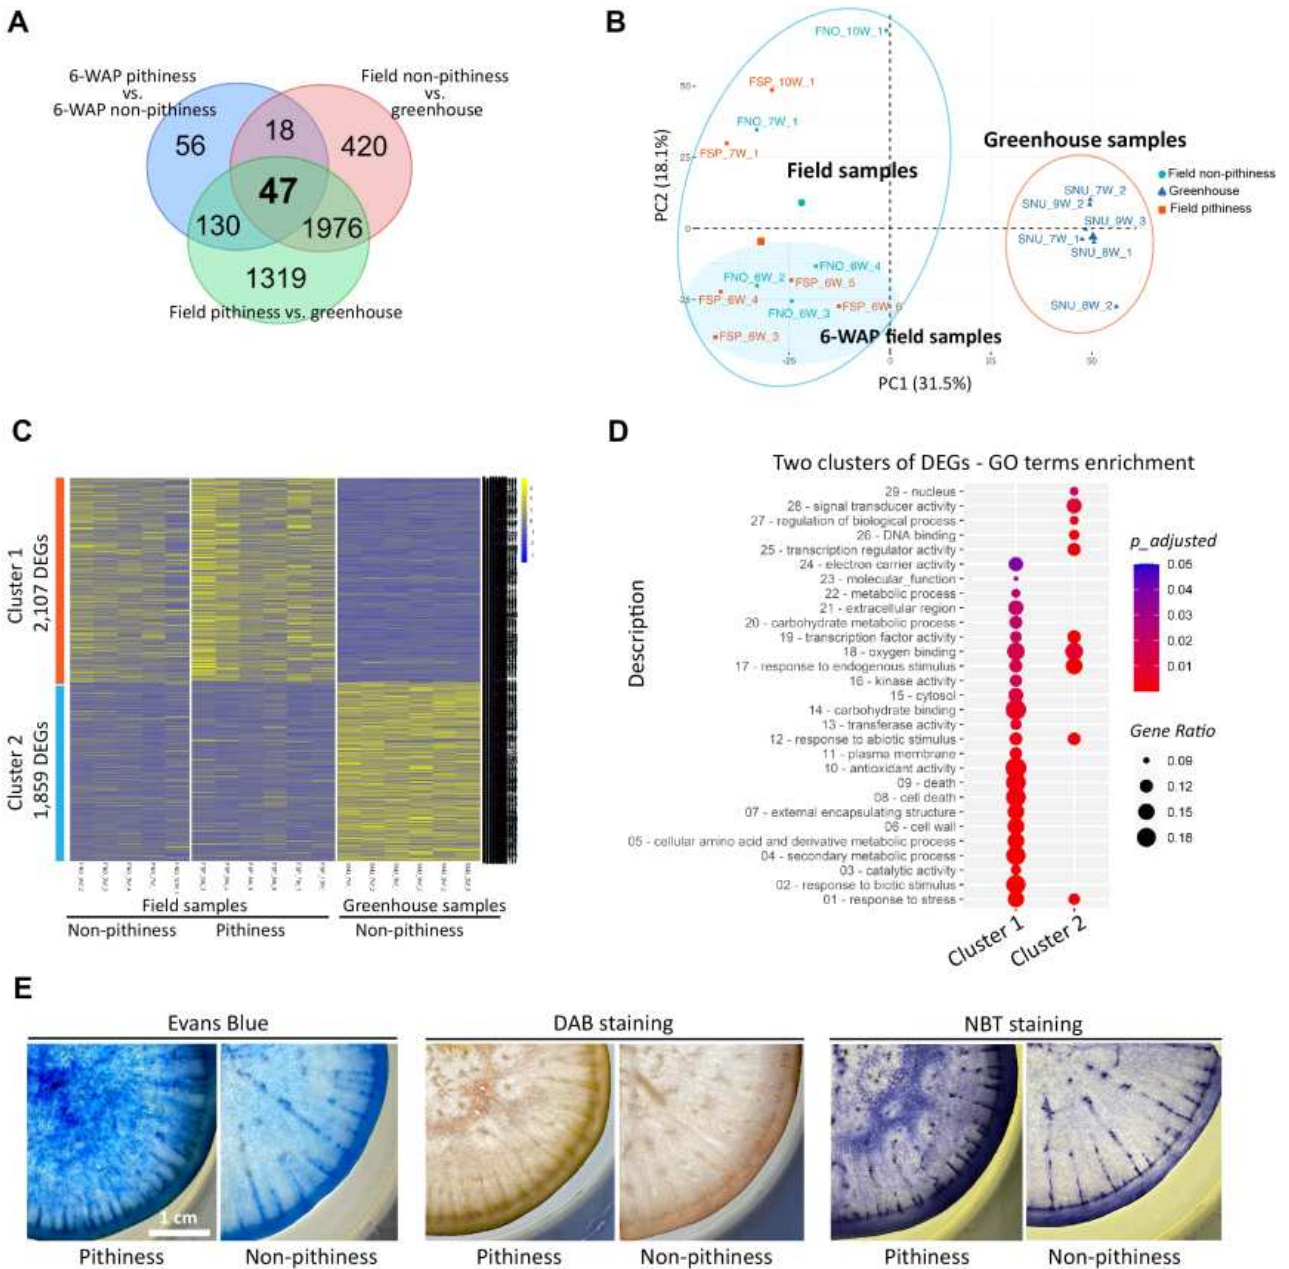 A
6-WAP pithiness
vs.
6-WAP non-pithiness
Field non-pithiness
vs.
greenhouse
56
18
420
47
130
1976
1319
Field pithiness vs. greenhouse
B
PC2 (18.1%)
FNO_10W_1
50
FSP_10W_1
FNO_7W_1
25
FSP_7W_1
Field samples
Greenhouse samples
Field non-pithiness
Greenhouse
Field pithiness
SNU_7W_2
SNU_9W_2
SNU_9W_3
0
SNU_7W_1
SNU_8W_1
FNO_6W_4
FNO_6W_2
FSP_6W_5
-25
FSP_6W_4
FSP_6W_6
FNO_6W_3
SNU_8W_2
FSP_6W_3
6-WAP field samples
-25
0
25
50
PC1 (31.5%)
C
Cluster 1
2,107 DEGs
Cluster 2
1,859 DEGs
Field samples
Greenhouse samples
Non-pithiness
Pithiness
Non-pithiness
D
Two clusters of DEGs - GO terms enrichment
Description
29 - nucleus
28 - signal transducer activity
27 - regulation of biological process
26 - DNA binding
25 - transcription regulator activity
24 - electron carrier activity
23 - molecular_function
22 - metabolic process
21 - extracellular region
20 - carbohydrate metabolic process
19 - transcription factor activity
18 - oxygen binding
17 - response to endogenous stimulus
16 - kinase activity
15 - cytosol
14 - carbohydrate binding
13 - transferase activity
12 - response to abiotic stimulus
11 - plasma membrane
10 - antioxidant activity
09 - death
08 - cell death
07 - external encapsulating structure
06 - cell wall
05 - cellular amino acid and derivative metabolic process
04 - secondary metabolic process
03 - catalytic activity
02 - response to biotic stimulus
01 - response to stress
Cluster 1
Cluster 2
p_adjusted
0.05
0.04
0.03
0.02
0.01
Gene Ratio
0.09
0.12
0.15
0.18
E
Evans Blue
DAB staining
NBT staining
1 cm
Pithiness
Non-pithiness
Pithiness
Non-pithiness
Pithiness
Non-pithiness